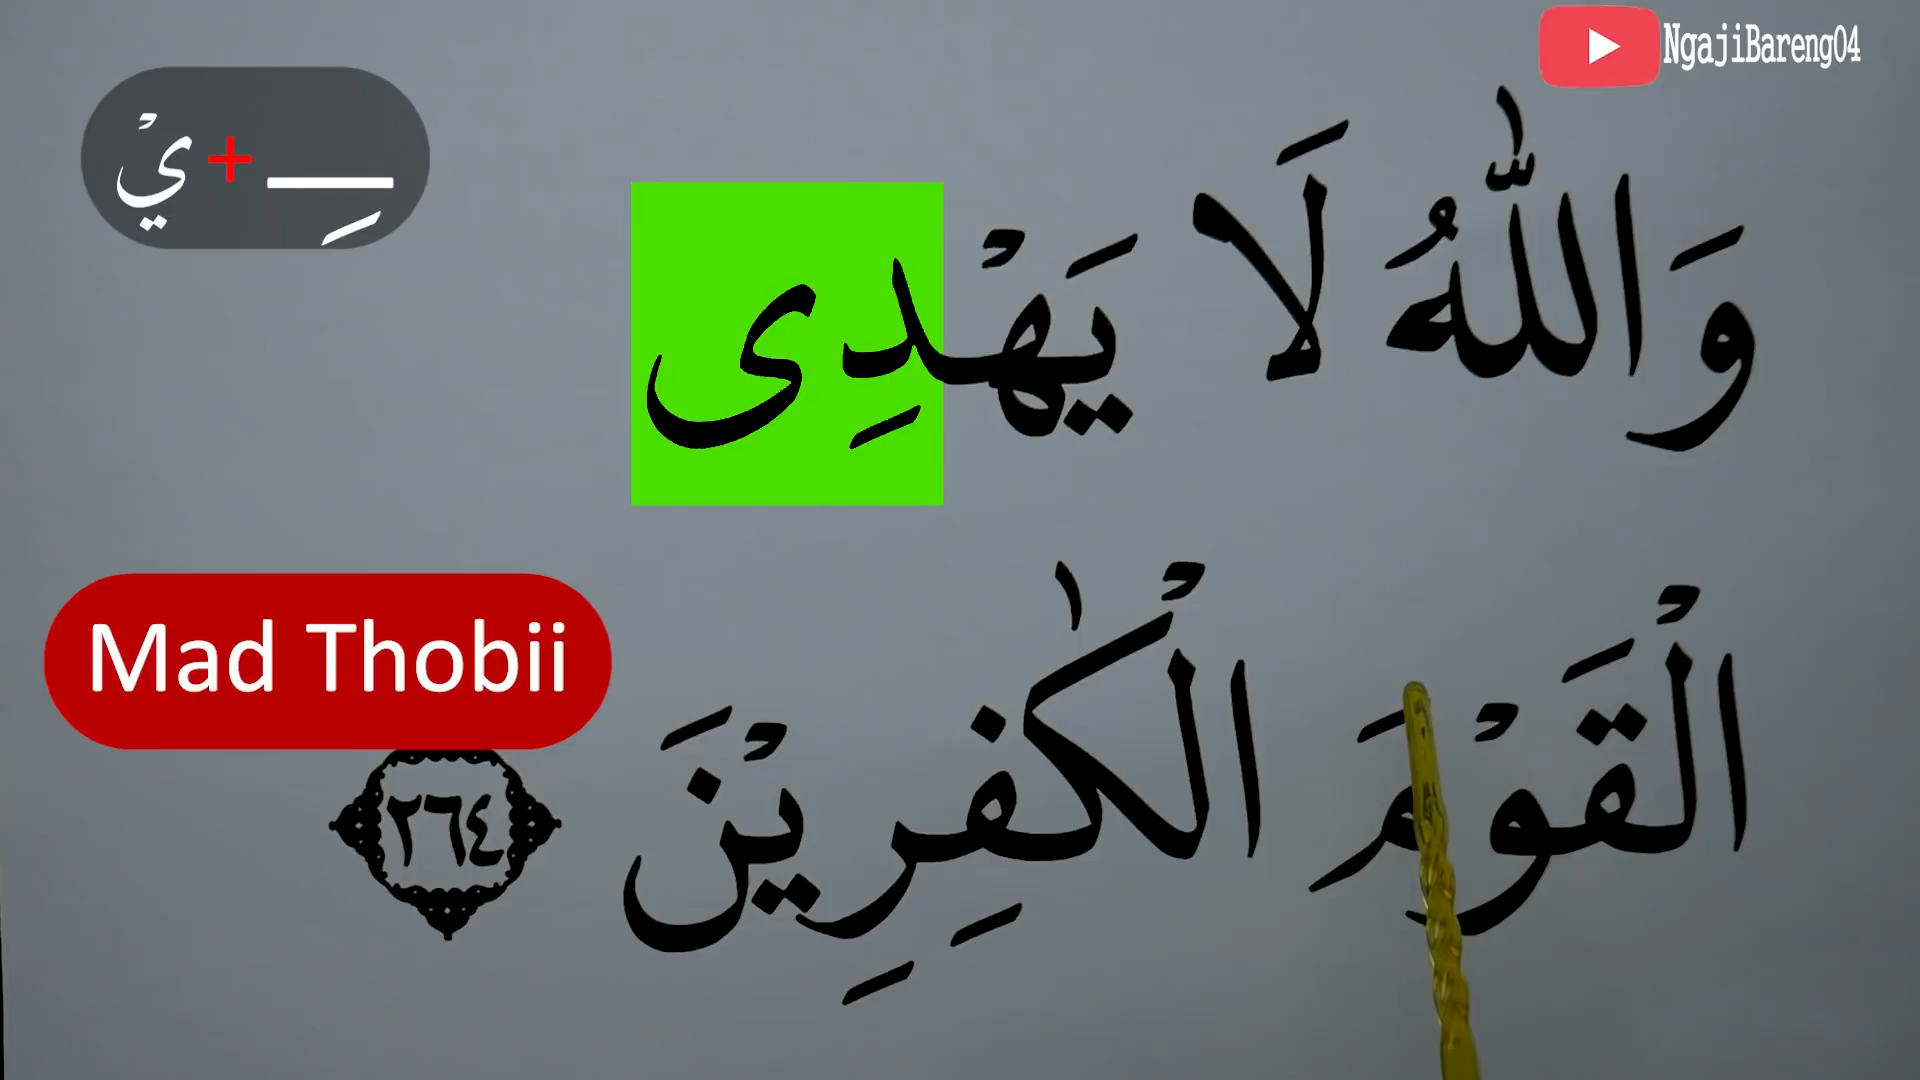 NgajiBareng04
يْ + ـِ
وَاللّٰهُ لَا يَهْدِى
Mad Thobii
الْقَوْمَ الْكٰفِرِيْنَ ٢٦٤